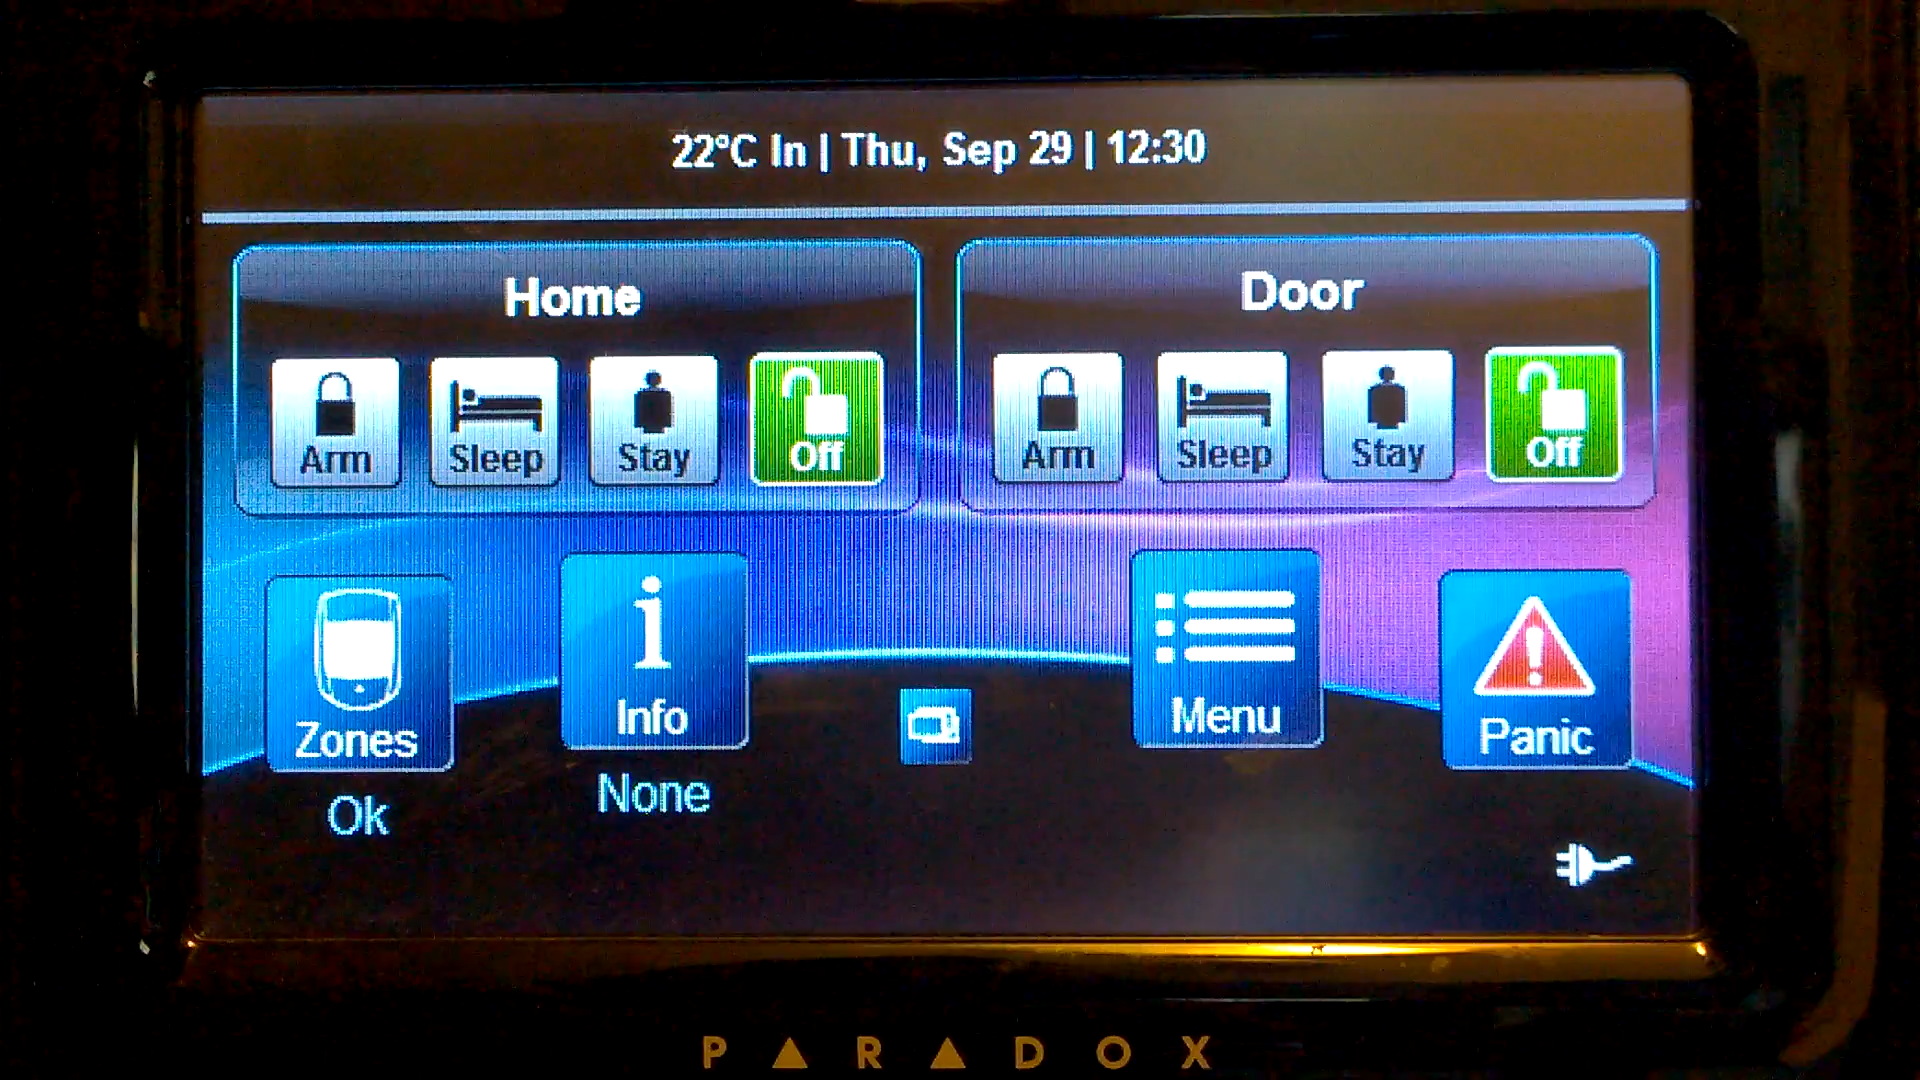 22°C In | Thu, Sep 29 | 12:30
Home
Door
Arm
Sleep
Stay
Off
Arm
Sleep
Stay
Off
Zones
Info
Menu
Panic
Ok
None
PARADOX